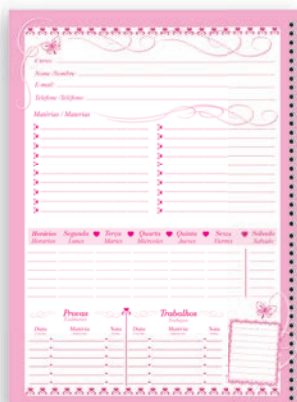 Curso:
Nome /Nombre:
E-mail:
Telefone /Teléfono:
Matérias / Materias
Horários Segunda Terça Quarta Quinta Sexta Sábado
Horarios Lunes Martes Miércoles Jueves Viernes Sabado
Provas Trabalhos
Data Matéria Nota Data Matéria Nota